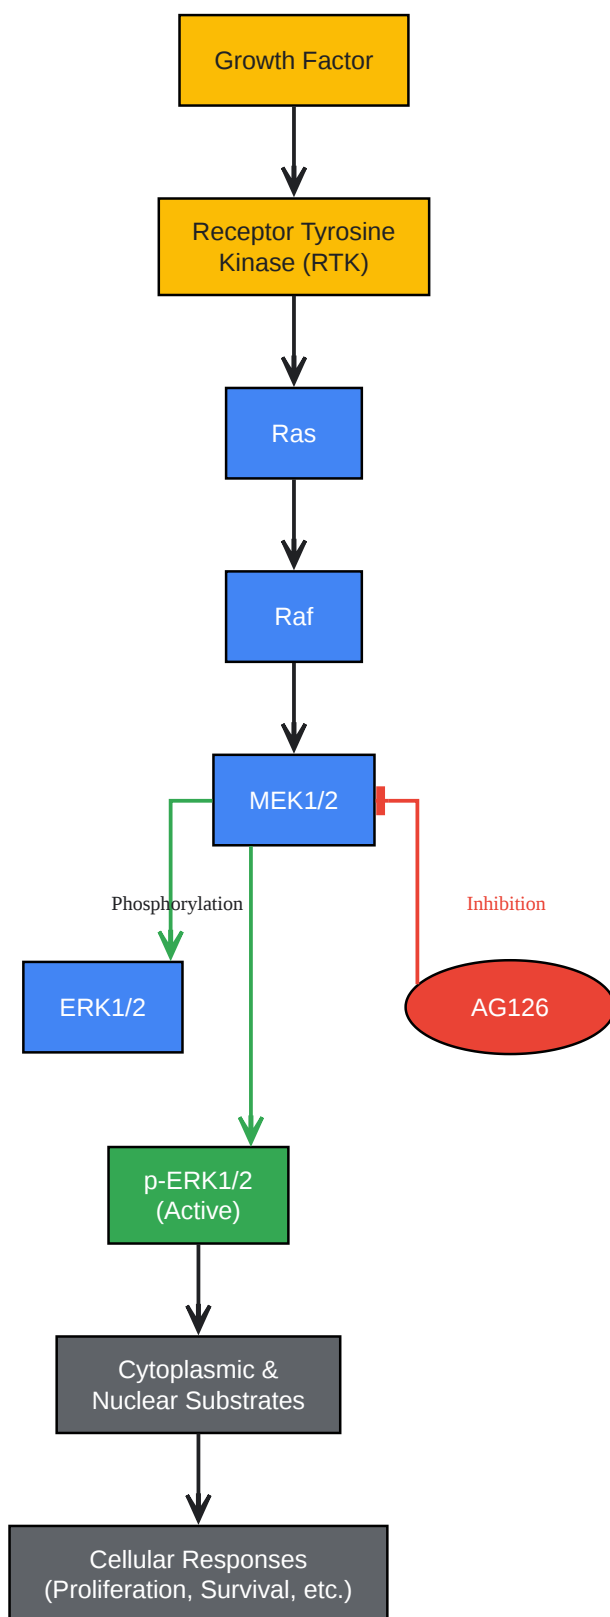 Growth Factor
Receptor Tyrosine
Kinase (RTK)
Ras
Raf
MEK1/2
Phosphorylation
Inhibition
ERK1/2
AG126
p-ERK1/2
(Active)
Cytoplasmic &
Nuclear Substrates
Cellular Responses
(Proliferation, Survival, etc.)